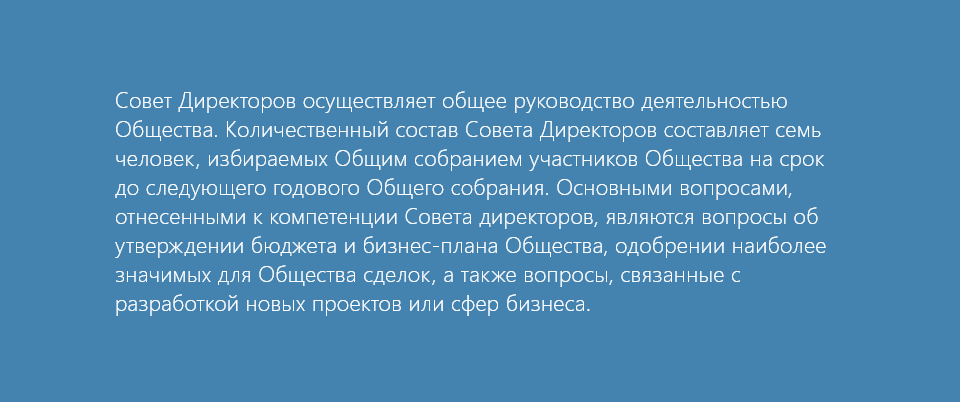 Совет Директоров осуществляет общее руководство деятельностью
Общества. Количественный состав Совета Директоров составляет семь
человек, избираемых Общим собранием участников Общества на срок
до следующего годового Общего собрания. Основными вопросами,
отнесенными к компетенции Совета директоров, являются вопросы об
утверждении бюджета и бизнес-плана Общества, одобрении наиболее
значимых для Общества сделок, а также вопросы, связанные с
разработкой новых проектов или сфер бизнеса.